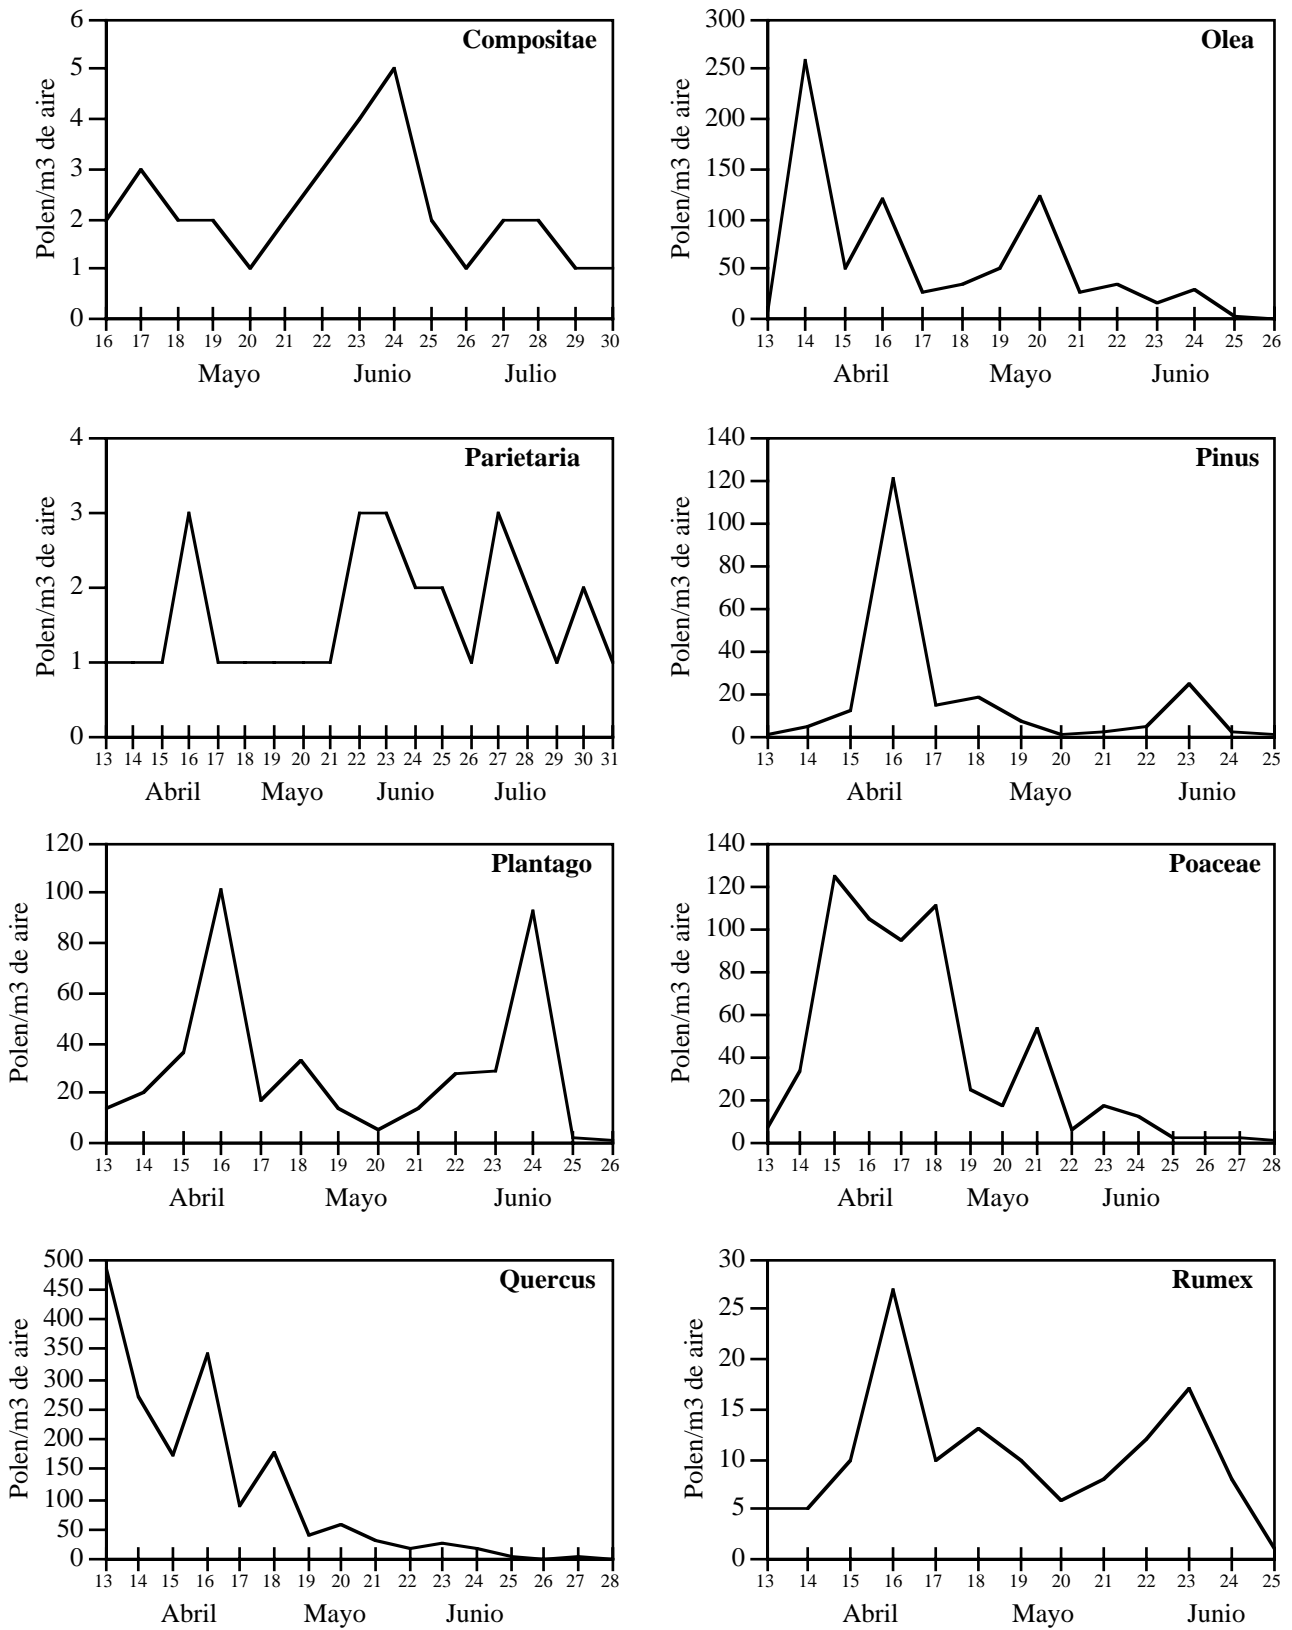 Compositae
Polen/m3 de aire
6
5
4
3
2
1
0
16 17 18 19 20 21 22 23 24 25 26 27 28 29 30
Mayo Junio Julio
Olea
Polen/m3 de aire
300
250
200
150
100
50
0
13 14 15 16 17 18 19 20 21 22 23 24 25 26
Abril Mayo Junio
Parietaria
Polen/m3 de aire
4
3
2
1
0
13 14 15 16 17 18 19 20 21 22 23 24 25 26 27 28 29 30 31
Abril Mayo Junio Julio
Pinus
Polen/m3 de aire
140
120
100
80
60
40
20
0
13 14 15 16 17 18 19 20 21 22 23 24 25
Abril Mayo Junio
Plantago
Polen/m3 de aire
120
100
80
60
40
20
0
13 14 15 16 17 18 19 20 21 22 23 24 25 26
Abril Mayo Junio
Poaceae
Polen/m3 de aire
140
120
100
80
60
40
20
0
13 14 15 16 17 18 19 20 21 22 23 24 25 26 27 28
Abril Mayo Junio
Quercus
Polen/m3 de aire
500
450
400
350
300
250
200
150
100
50
0
13 14 15 16 17 18 19 20 21 22 23 24 25 26 27 28
Abril Mayo Junio
Rumex
Polen/m3 de aire
30
25
20
15
10
5
0
13 14 15 16 17 18 19 20 21 22 23 24 25
Abril Mayo Junio